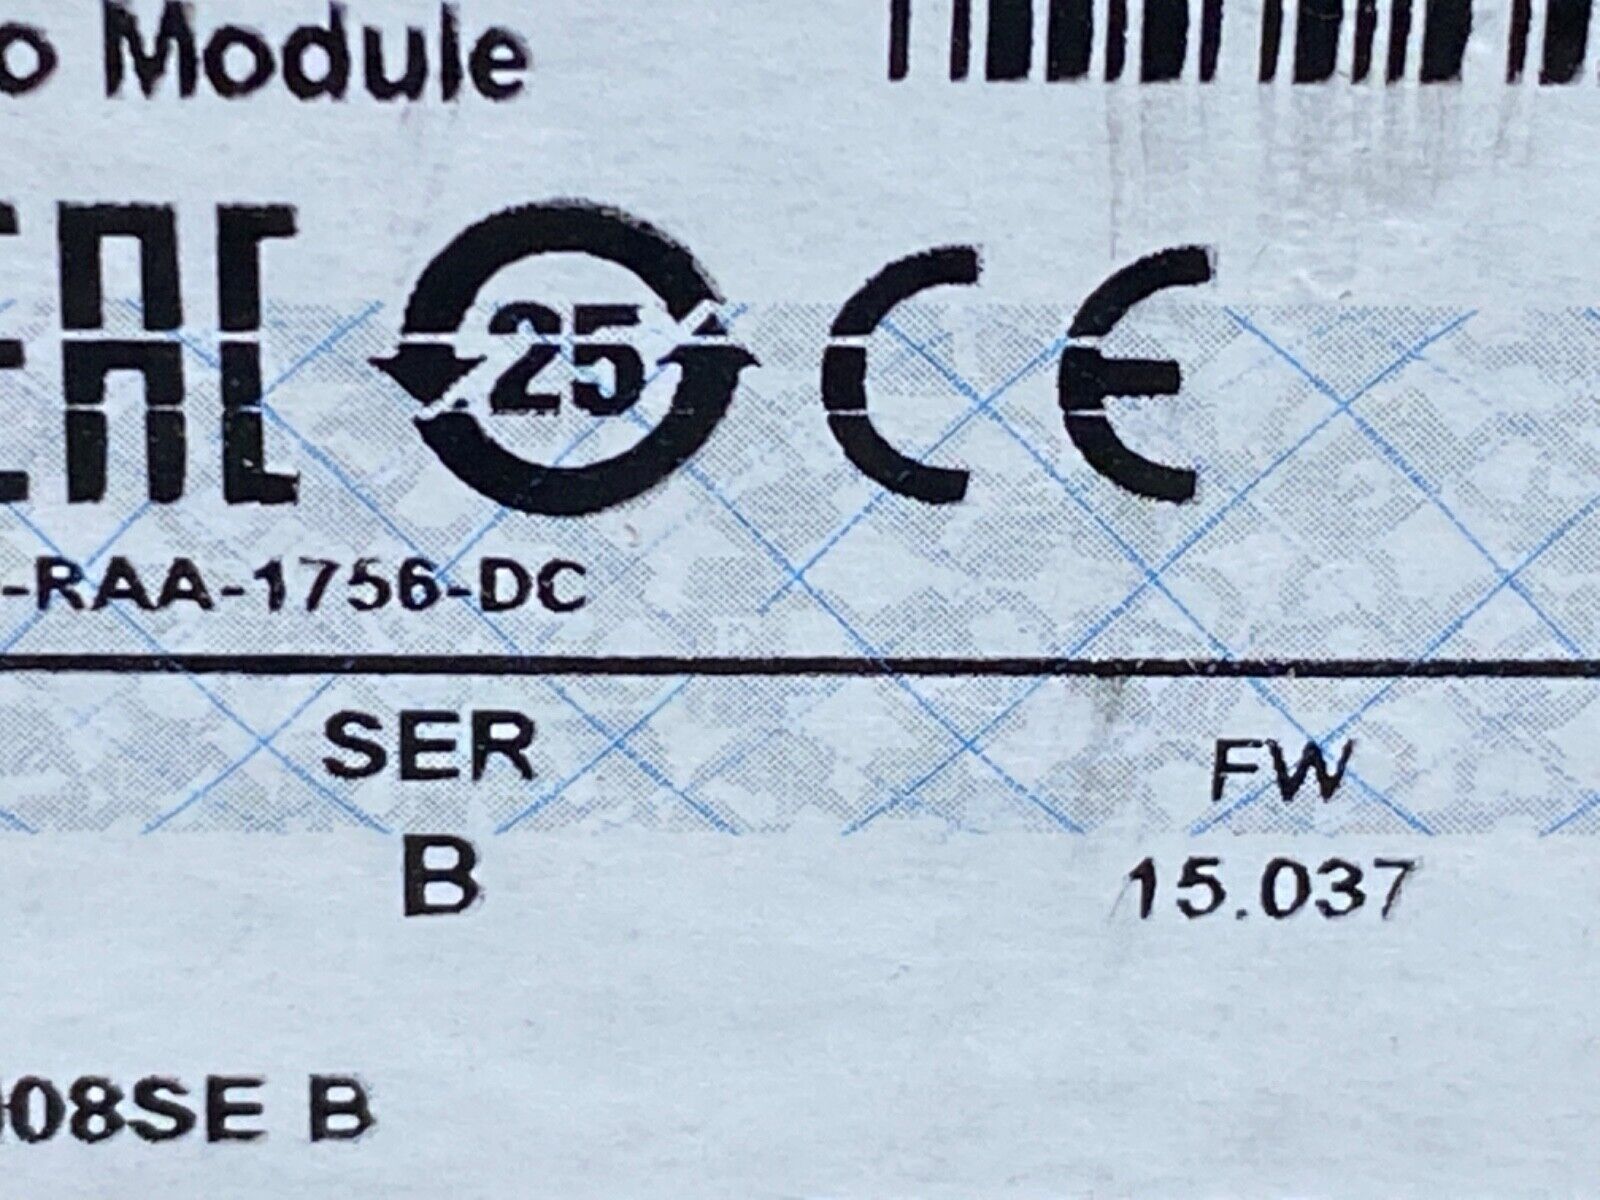 o Module
EAC 25 CE
-RAA-1756-DC
SER FW
B 15.037
08SE B